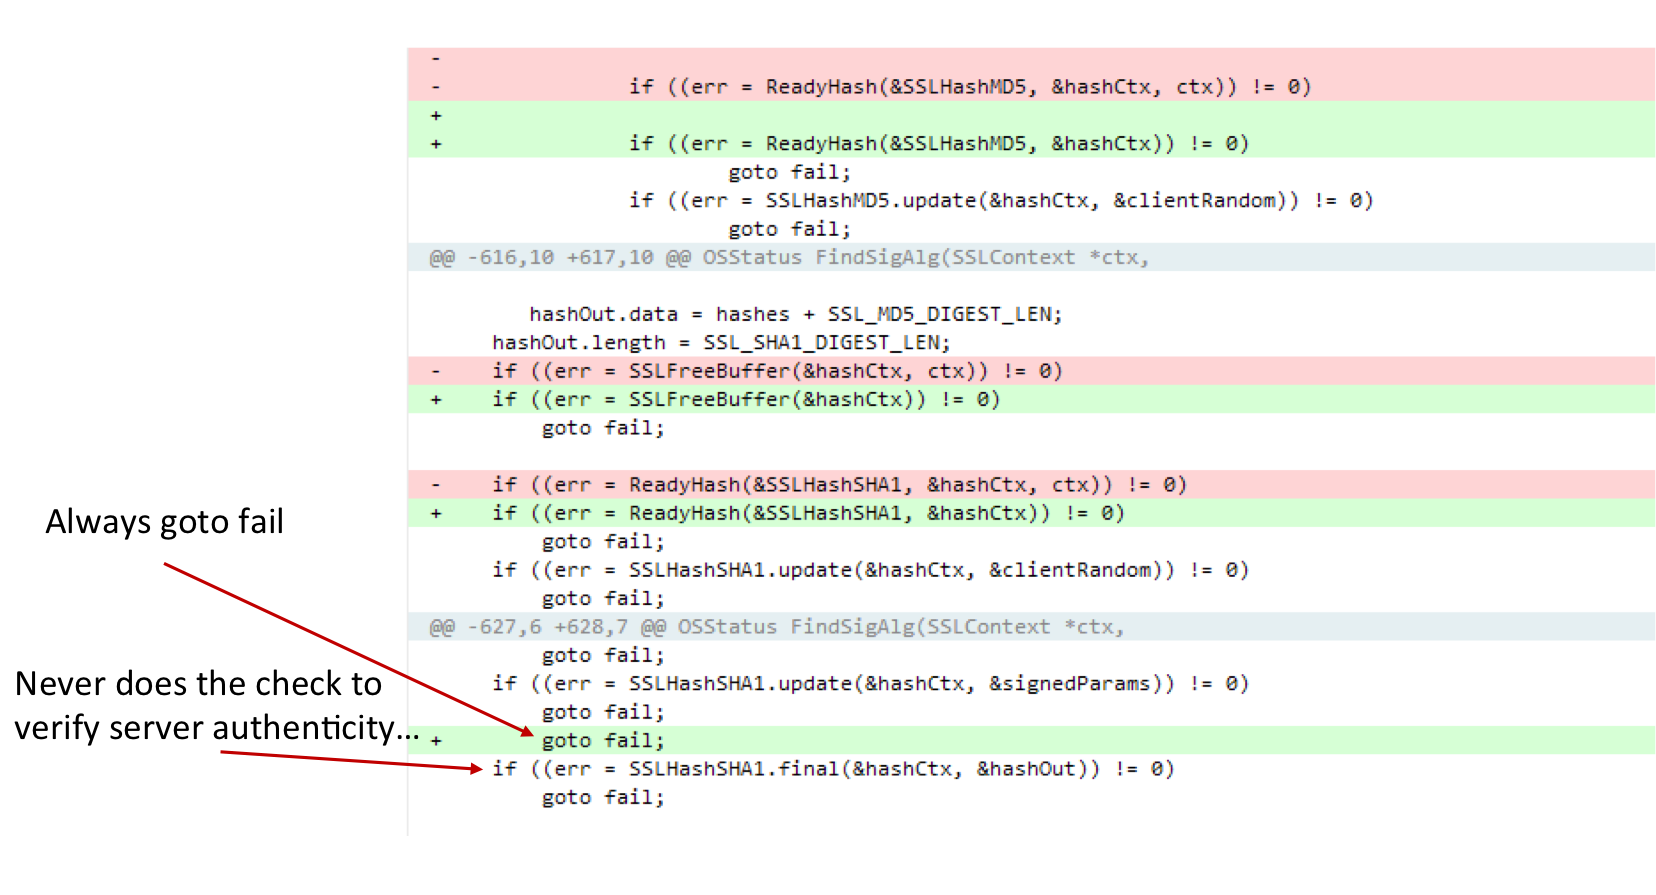 -
-                if ((err = ReadyHash(&SSLHashMD5, &hashCtx, ctx)) != 0)
+
+                if ((err = ReadyHash(&SSLHashMD5, &hashCtx)) != 0)
                        goto fail;
                if ((err = SSLHashMD5.update(&hashCtx, &clientRandom)) != 0)
                        goto fail;
@@ -616,10 +617,10 @@ OSStatus FindSigAlg(SSLContext *ctx,
        hashOut.data = hashes + SSL_MD5_DIGEST_LEN;
     hashOut.length = SSL_SHA1_DIGEST_LEN;
-    if ((err = SSLFreeBuffer(&hashCtx, ctx)) != 0)
+    if ((err = SSLFreeBuffer(&hashCtx)) != 0)
         goto fail;
-    if ((err = ReadyHash(&SSLHashSHA1, &hashCtx, ctx)) != 0)
+    if ((err = ReadyHash(&SSLHashSHA1, &hashCtx)) != 0)
         goto fail;
     if ((err = SSLHashSHA1.update(&hashCtx, &clientRandom)) != 0)
         goto fail;
@@ -627,6 +628,7 @@ OSStatus FindSigAlg(SSLContext *ctx,
         goto fail;
     if ((err = SSLHashSHA1.update(&hashCtx, &signedParams)) != 0)
         goto fail;
+        goto fail;
     if ((err = SSLHashSHA1.final(&hashCtx, &hashOut)) != 0)
         goto fail;
Always goto fail
Never does the check to
verify server authenticity...